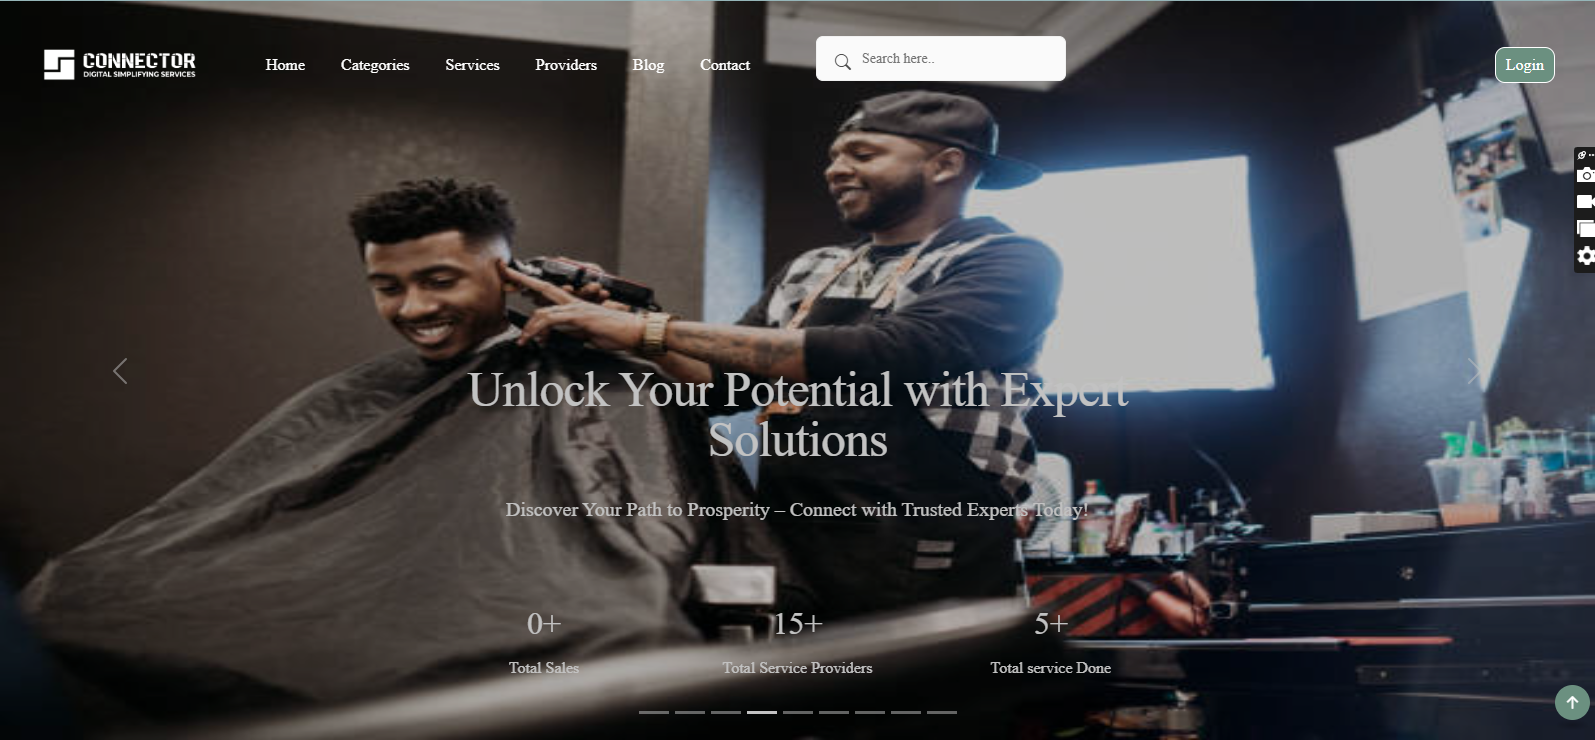 CONNECTOR
DIGITAL SIMPLIFYING SERVICES
Home Categories Services Providers Blog Contact
Search here..
Login
Unlock Your Potential with Expert
Solutions
Discover Your Path to Prosperity – Connect with Trusted Experts Today!
0+ 15+ 5+
Total Sales Total Service Providers Total service Done